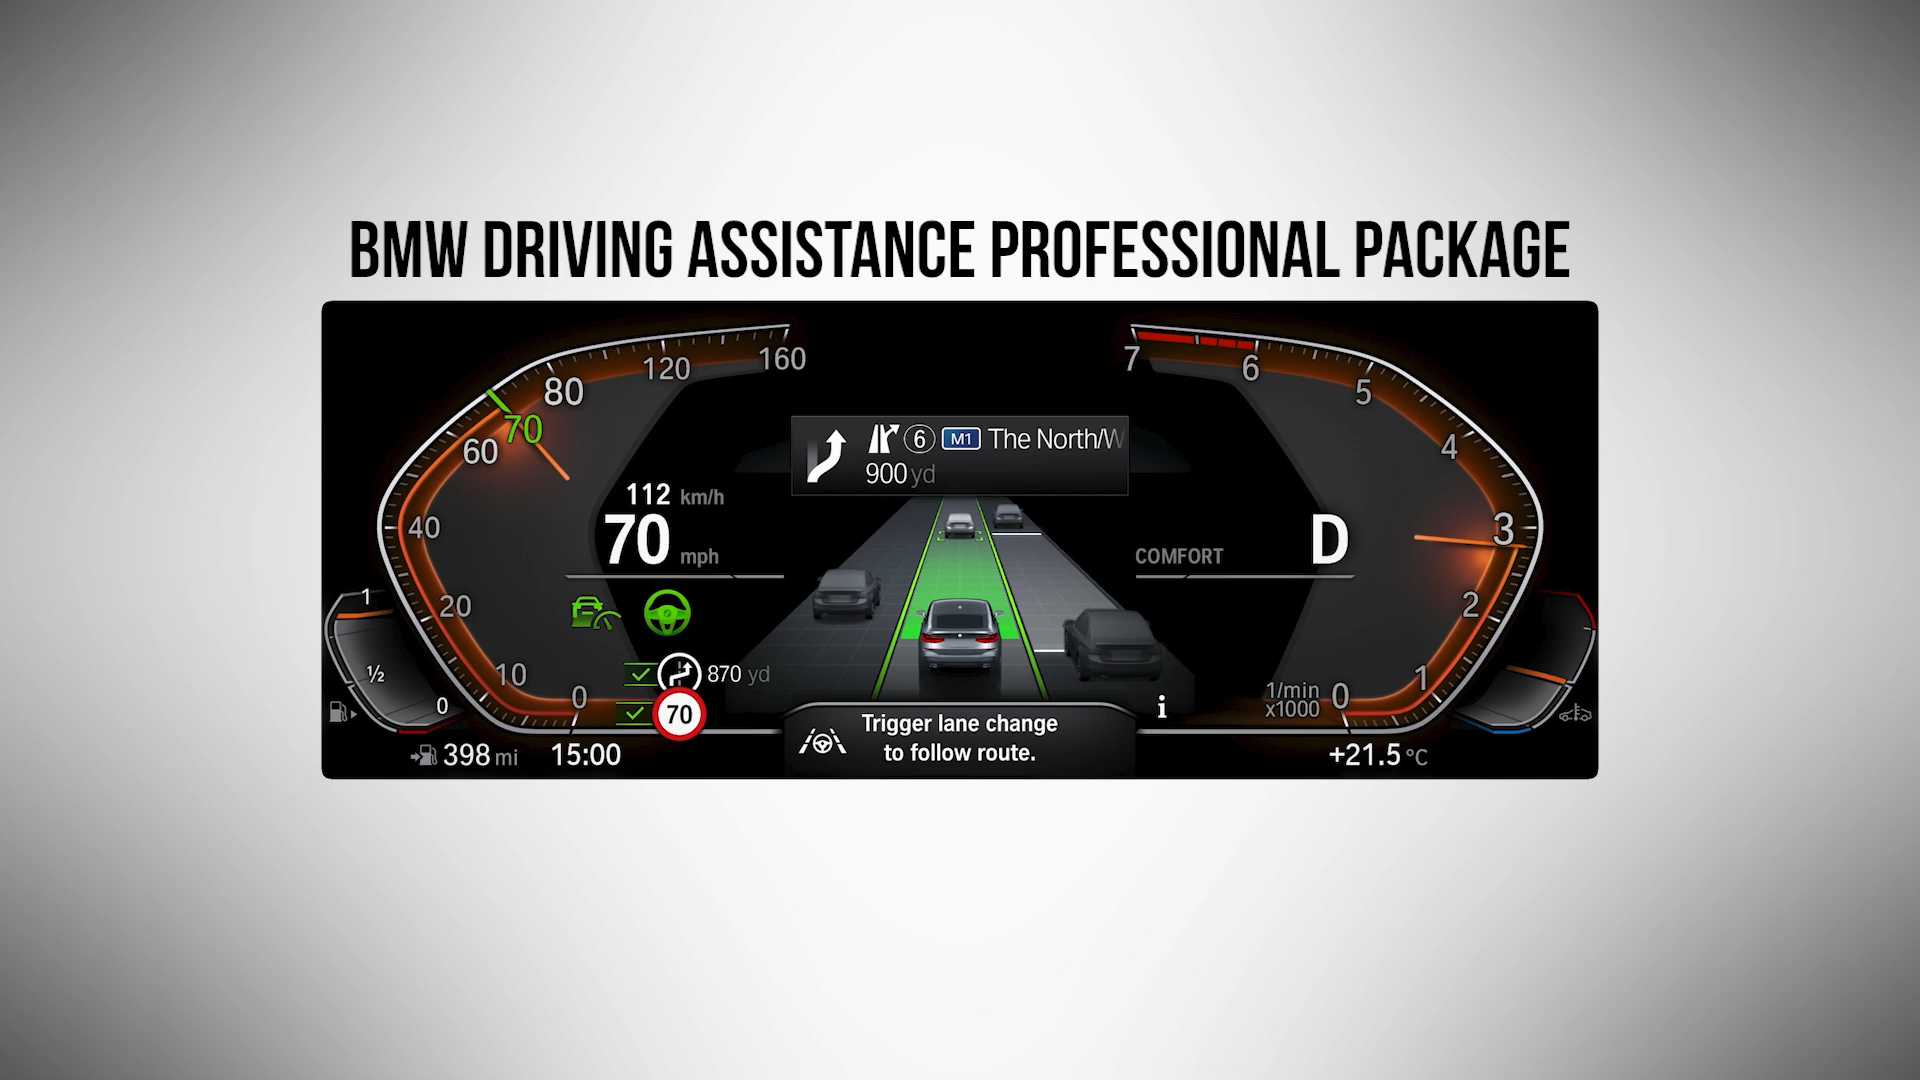 BMW DRIVING ASSISTANCE PROFESSIONAL PACKAGE
160
120
80
70
60
40
20
10
0
7
6
5
4
3
2
1
0
6 M1 The North/W
900 yd
112 km/h
70 mph
COMFORT
D
1
½
0
870 yd
70
1/min
x1000
i
Trigger lane change
to follow route.
398 mi
15:00
+21.5 °C